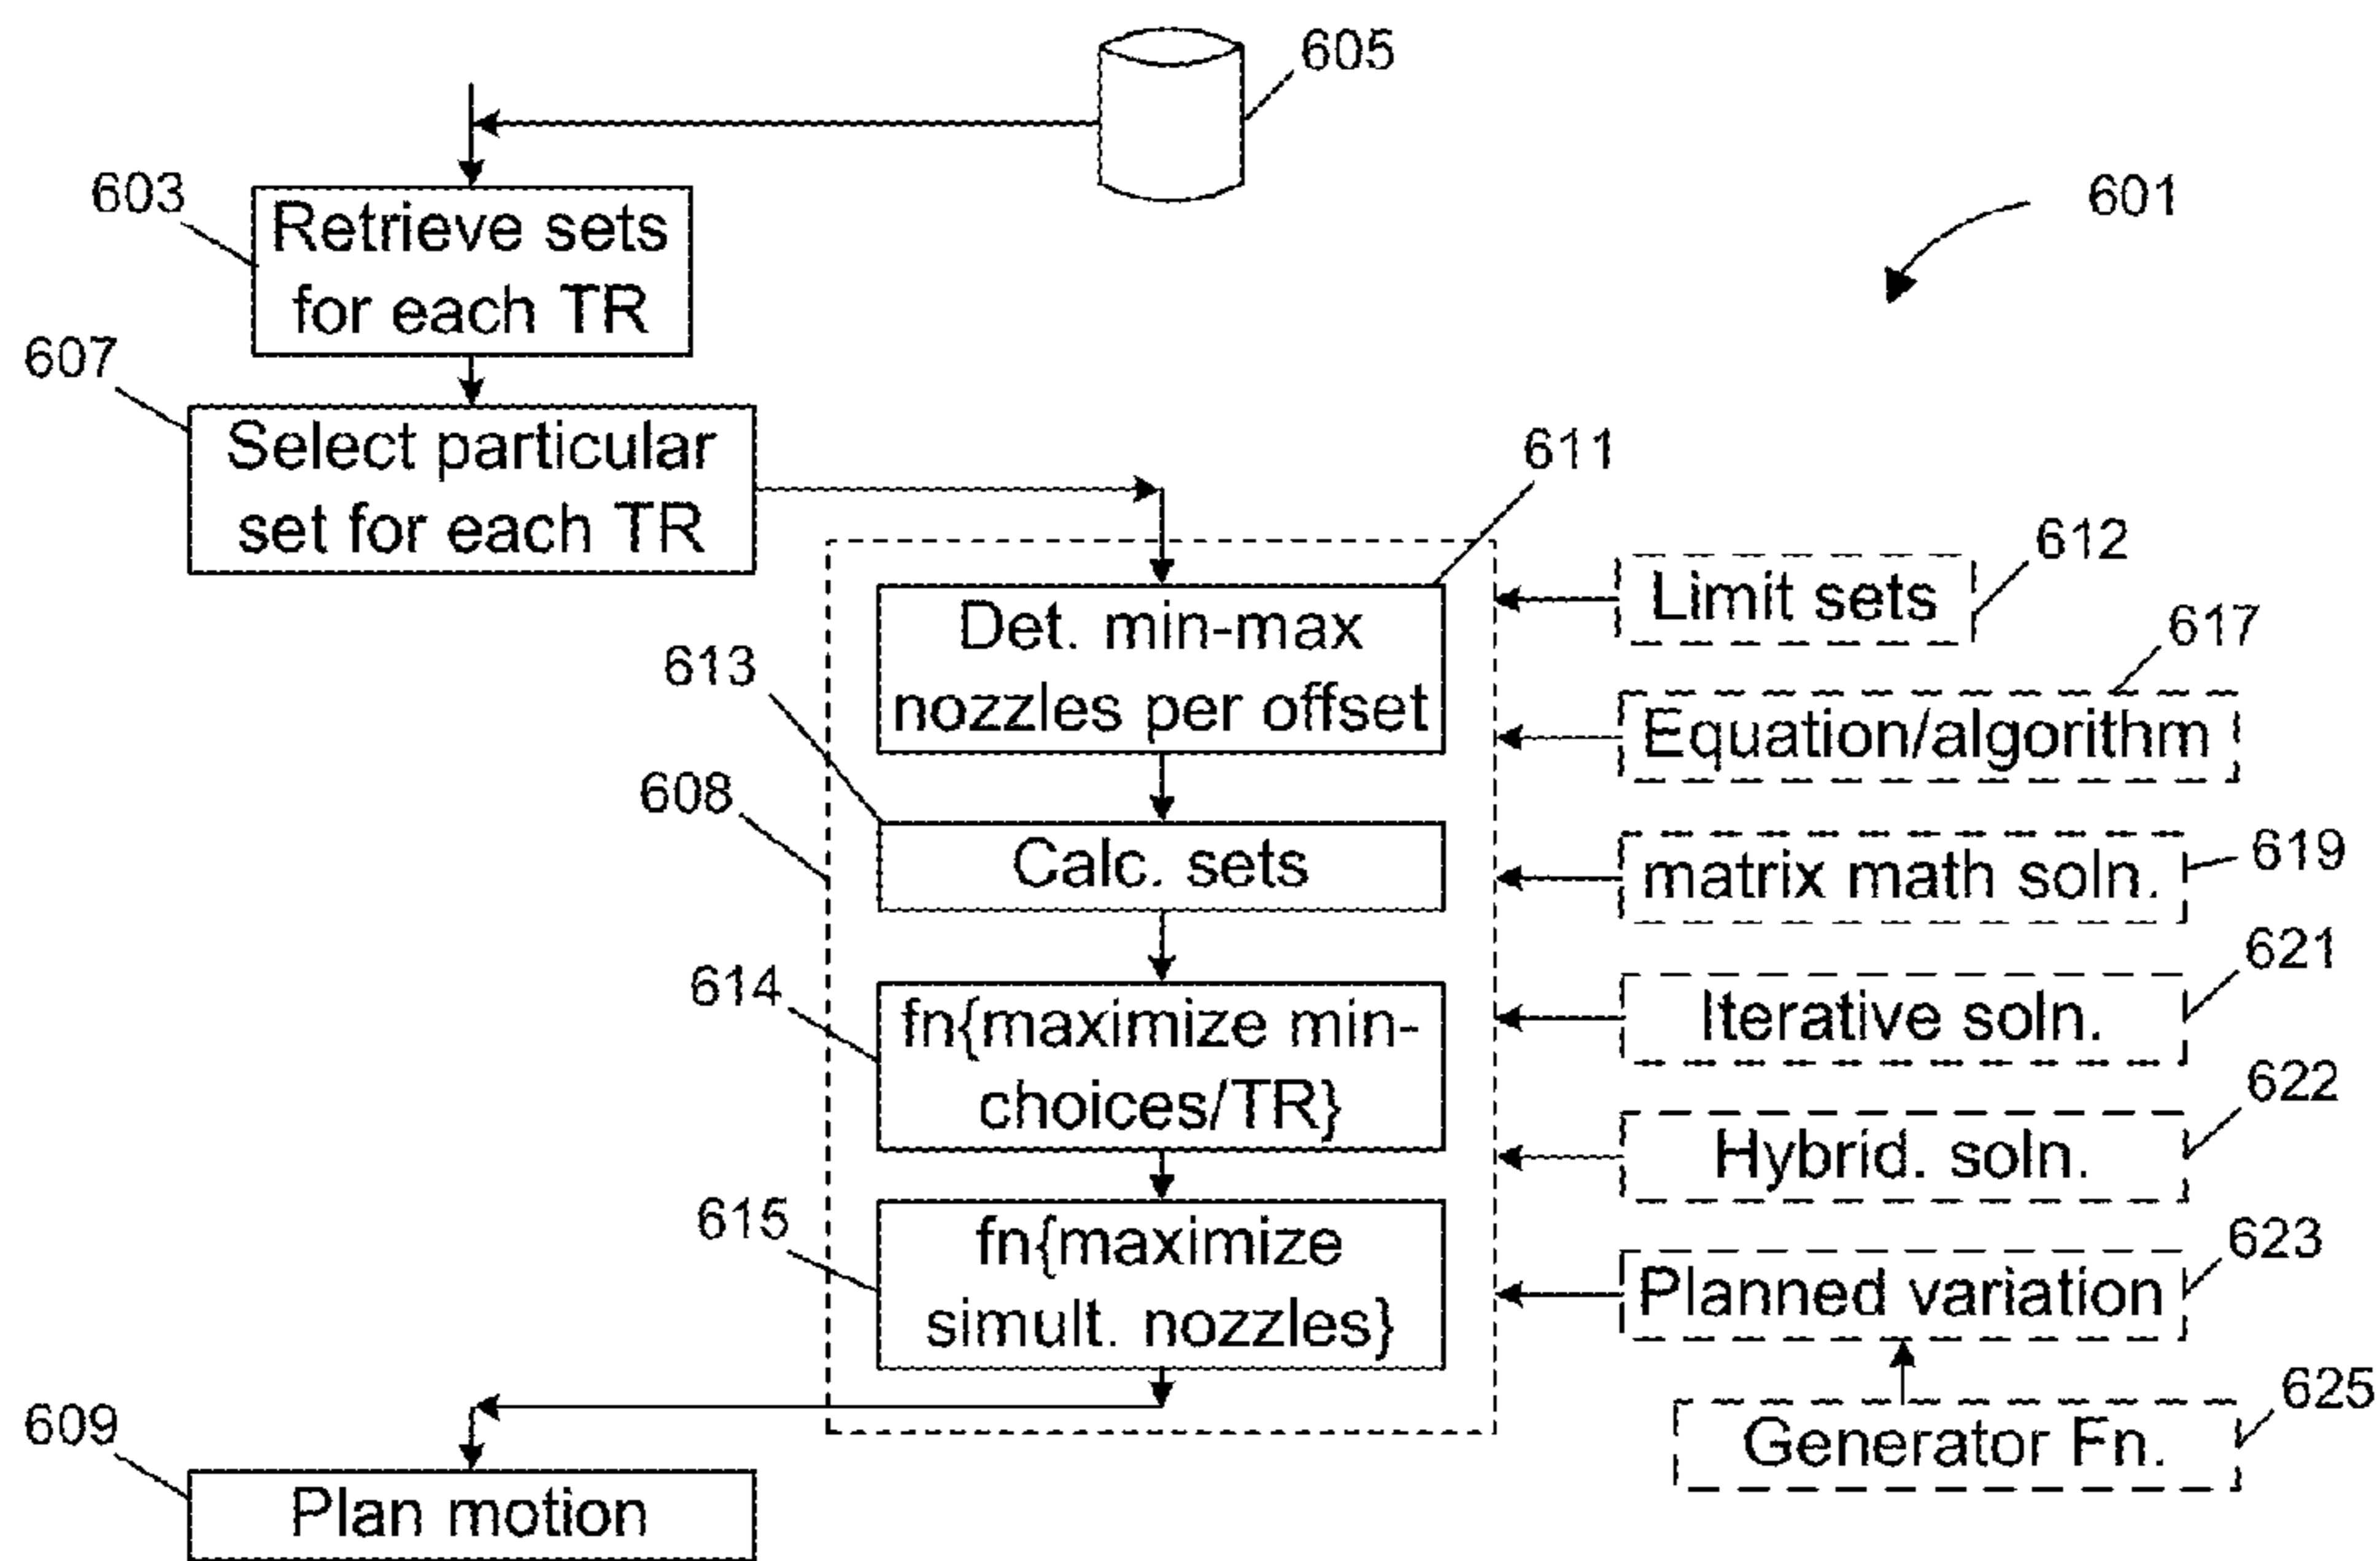 605
601
603
Retrieve sets
for each TR
607
Select particular
set for each TR
611
Det. min-max
nozzles per offset
612
Limit sets
617
Equation/algorithm
613
Calc. sets
608
619
matrix math soln.
614
fn{maximize min-
choices/TR}
621
Iterative soln.
622
Hybrid. soln.
615
fn{maximize
simult. nozzles}
623
Planned variation
625
Generator Fn.
609
Plan motion